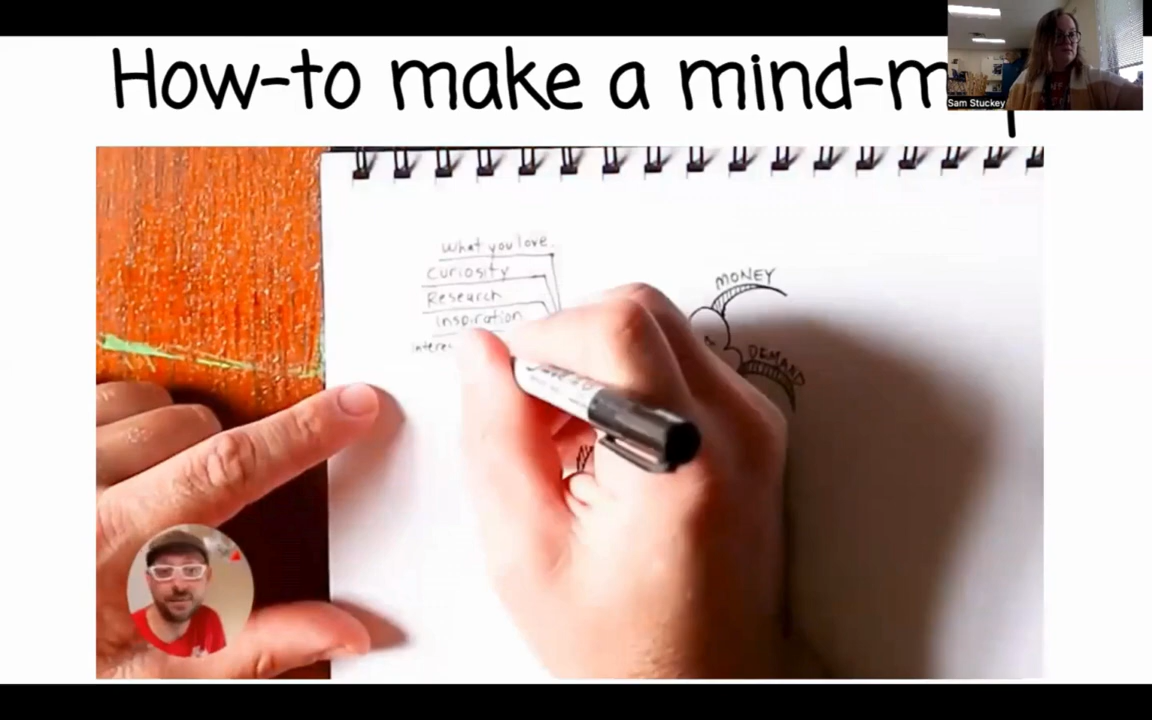 How-to make a mind-m
Sam Stuckey
What you love
Curiosity
Research
Inspiration
MONEY
DEMAND